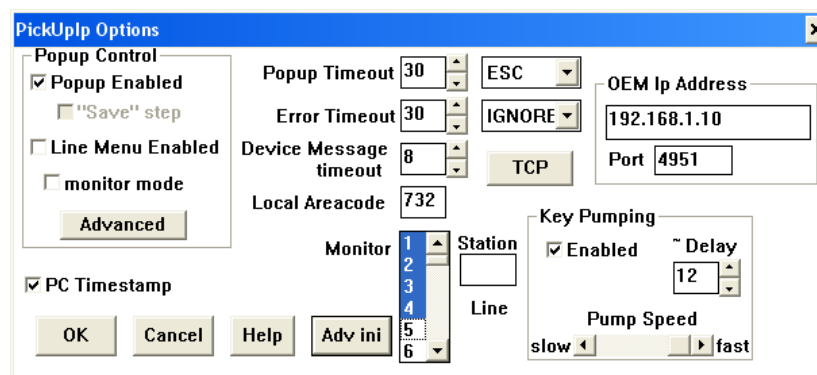 PickUpIp Options
Popup Control
Popup Enabled
"Save" step
Line Menu Enabled
monitor mode
Advanced
PC Timestamp
OK
Cancel
Help
Adv ini
Popup Timeout 30 ESC
Error Timeout 30 IGNORE
Device Message
timeout 8
TCP
Local Areacode 732
Monitor
1
2
3
4
5
6
Station
Line
OEM Ip Address
192.168.1.10
Port 4951
Key Pumping
Enabled
~ Delay
12
Pump Speed
slow fast